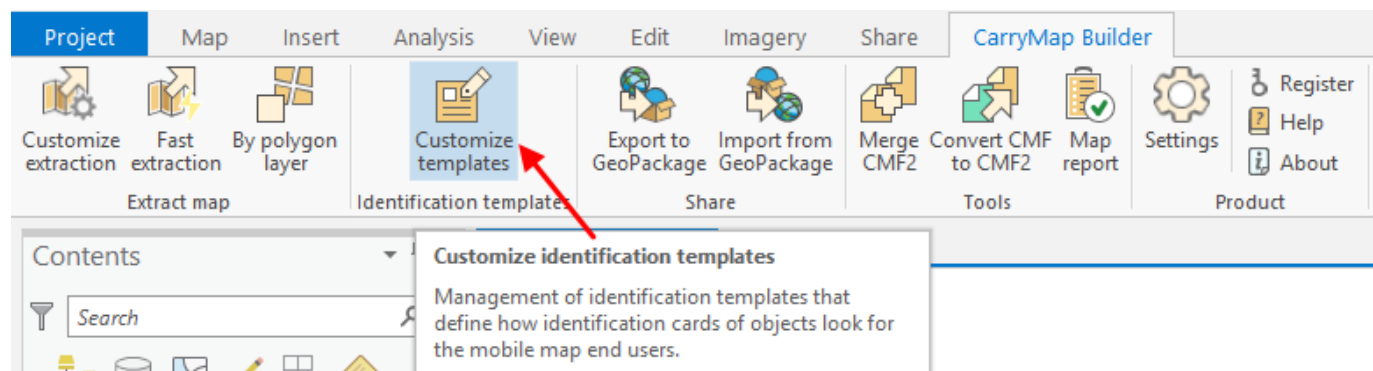 Project Map Insert Analysis View Edit Imagery Share CarryMap Builder
Customize extraction
Fast extraction
By polygon layer
Extract map
Customize templates
Identification templates
Export to GeoPackage
Import from GeoPackage
Share
Merge CMF2
Convert CMF to CMF2
Map report
Tools
Settings
Register
Help
About
Product
Contents
Search
Customize identification templates
Management of identification templates that
define how identification cards of objects look for
the mobile map end users.